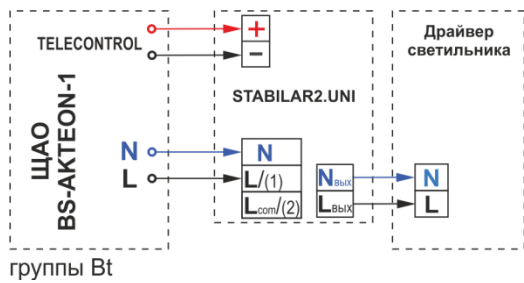 TELECONTROL
+
−
STABILAR2.UNI
Драйвер
светильника
ЩАО
BS-AKTEON-1
N
L
N
L/(1)
Lcom/(2)
Nвых
Lвых
N
L
группы Bt